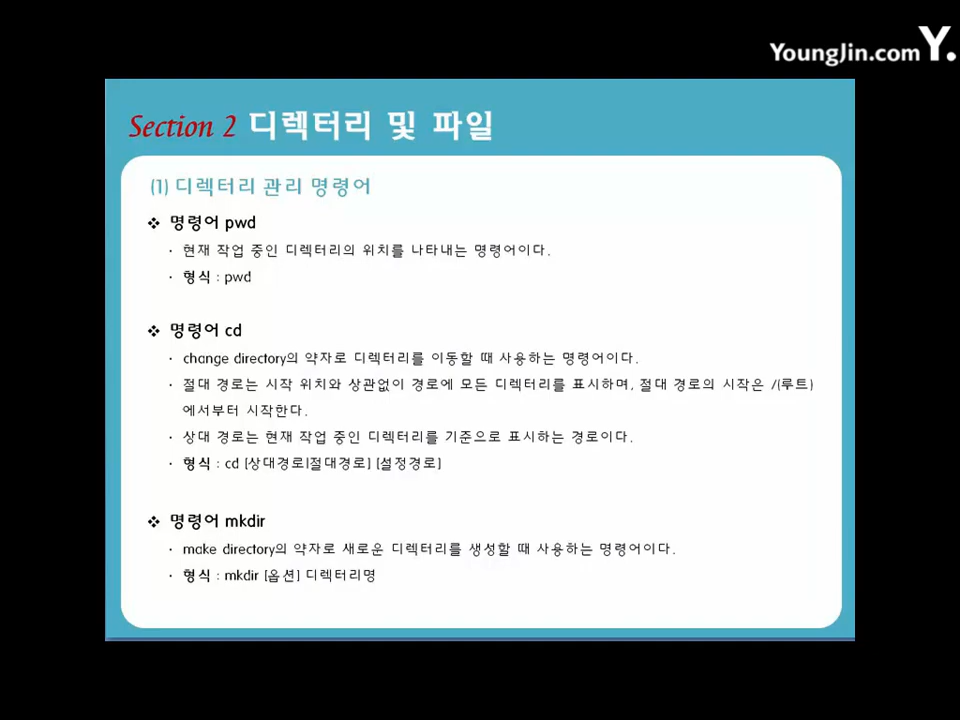 YoungJin.com Y.
Section 2 디렉터리 및 파일
(1) 디렉터리 관리 명령어
❖ 명령어 pwd
· 현재 작업 중인 디렉터리의 위치를 나타내는 명령어이다.
· 형식 : pwd
❖ 명령어 cd
· change directory의 약자로 디렉터리를 이동할 때 사용하는 명령어이다.
· 절대 경로는 시작 위치와 상관없이 경로에 모든 디렉터리를 표시하며, 절대 경로의 시작은 /(루트)
에서부터 시작한다.
· 상대 경로는 현재 작업 중인 디렉터리를 기준으로 표시하는 경로이다.
· 형식 : cd [상대경로|절대경로] [설정경로]
❖ 명령어 mkdir
· make directory의 약자로 새로운 디렉터리를 생성할 때 사용하는 명령어이다.
· 형식 : mkdir [옵션] 디렉터리명